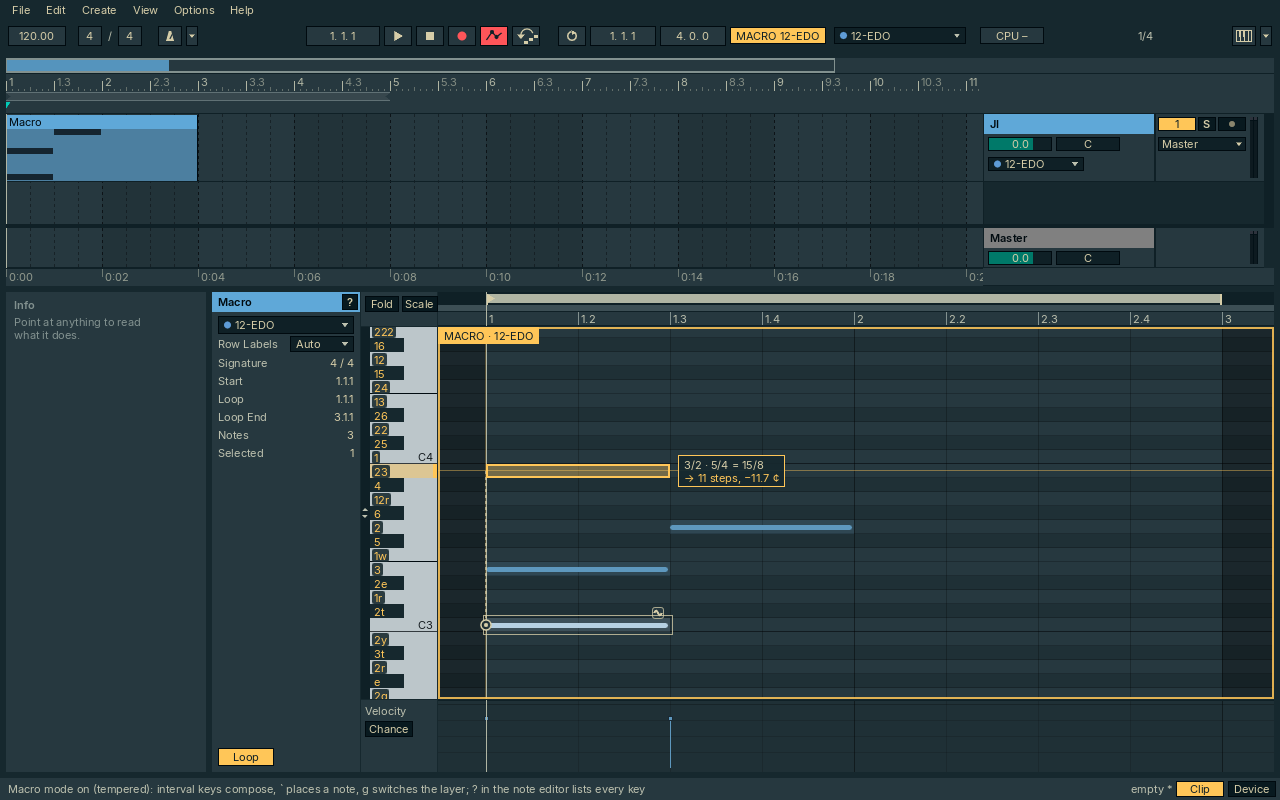 File Edit Create View Options Help
120.00 4 / 4 1. 1. 1 1. 1. 1 4. 0. 0 MACRO 12-EDO 12-EDO CPU – 1/4
1 1.3 2 2.3 3 3.3 4 4.3 5 5.3 6 6.3 7 7.3 8 8.3 9 9.3 10 10.3 11
Macro
JI 1 S
0.0 C Master
12-EDO
Master
0.0 C
0:00 0:02 0:04 0:06 0:08 0:10 0:12 0:14 0:16 0:18 0:2
Info
Point at anything to read
what it does.
Macro ?
12-EDO
Row Labels Auto
Signature 4 / 4
Start 1.1.1
Loop 1.1.1
Loop End 3.1.1
Notes 3
Selected 1
Loop
Fold Scale
1 1.2 1.3 1.4 2 2.2 2.3 2.4 3
MACRO · 12-EDO
222
16
12
15
24
13
26
22
25
1 C4
23
4
12r
6
2
5
1w
3
2e
1r
2t
C3
2y
3t
2r
e
2q
3/2 · 5/4 = 15/8
→ 11 steps, −11.7 ¢
Velocity
Chance
Macro mode on (tempered): interval keys compose, ` places a note, g switches the layer; ? in the note editor lists every key
empty * Clip Device